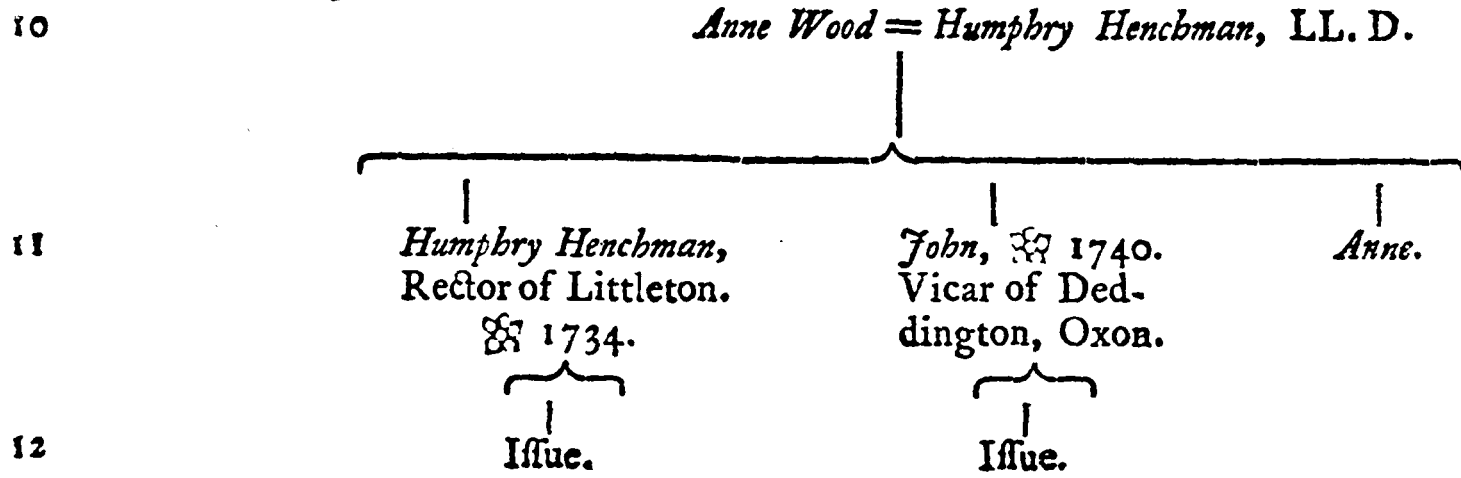 10 Anne Wood = Humphry Henchman, LL. D.
11 Humphry Henchman, John, 1740. Anne.
Rector of Littleton. Vicar of Ded-
1734. dington, Oxon.
12 Iſſue. Iſſue.